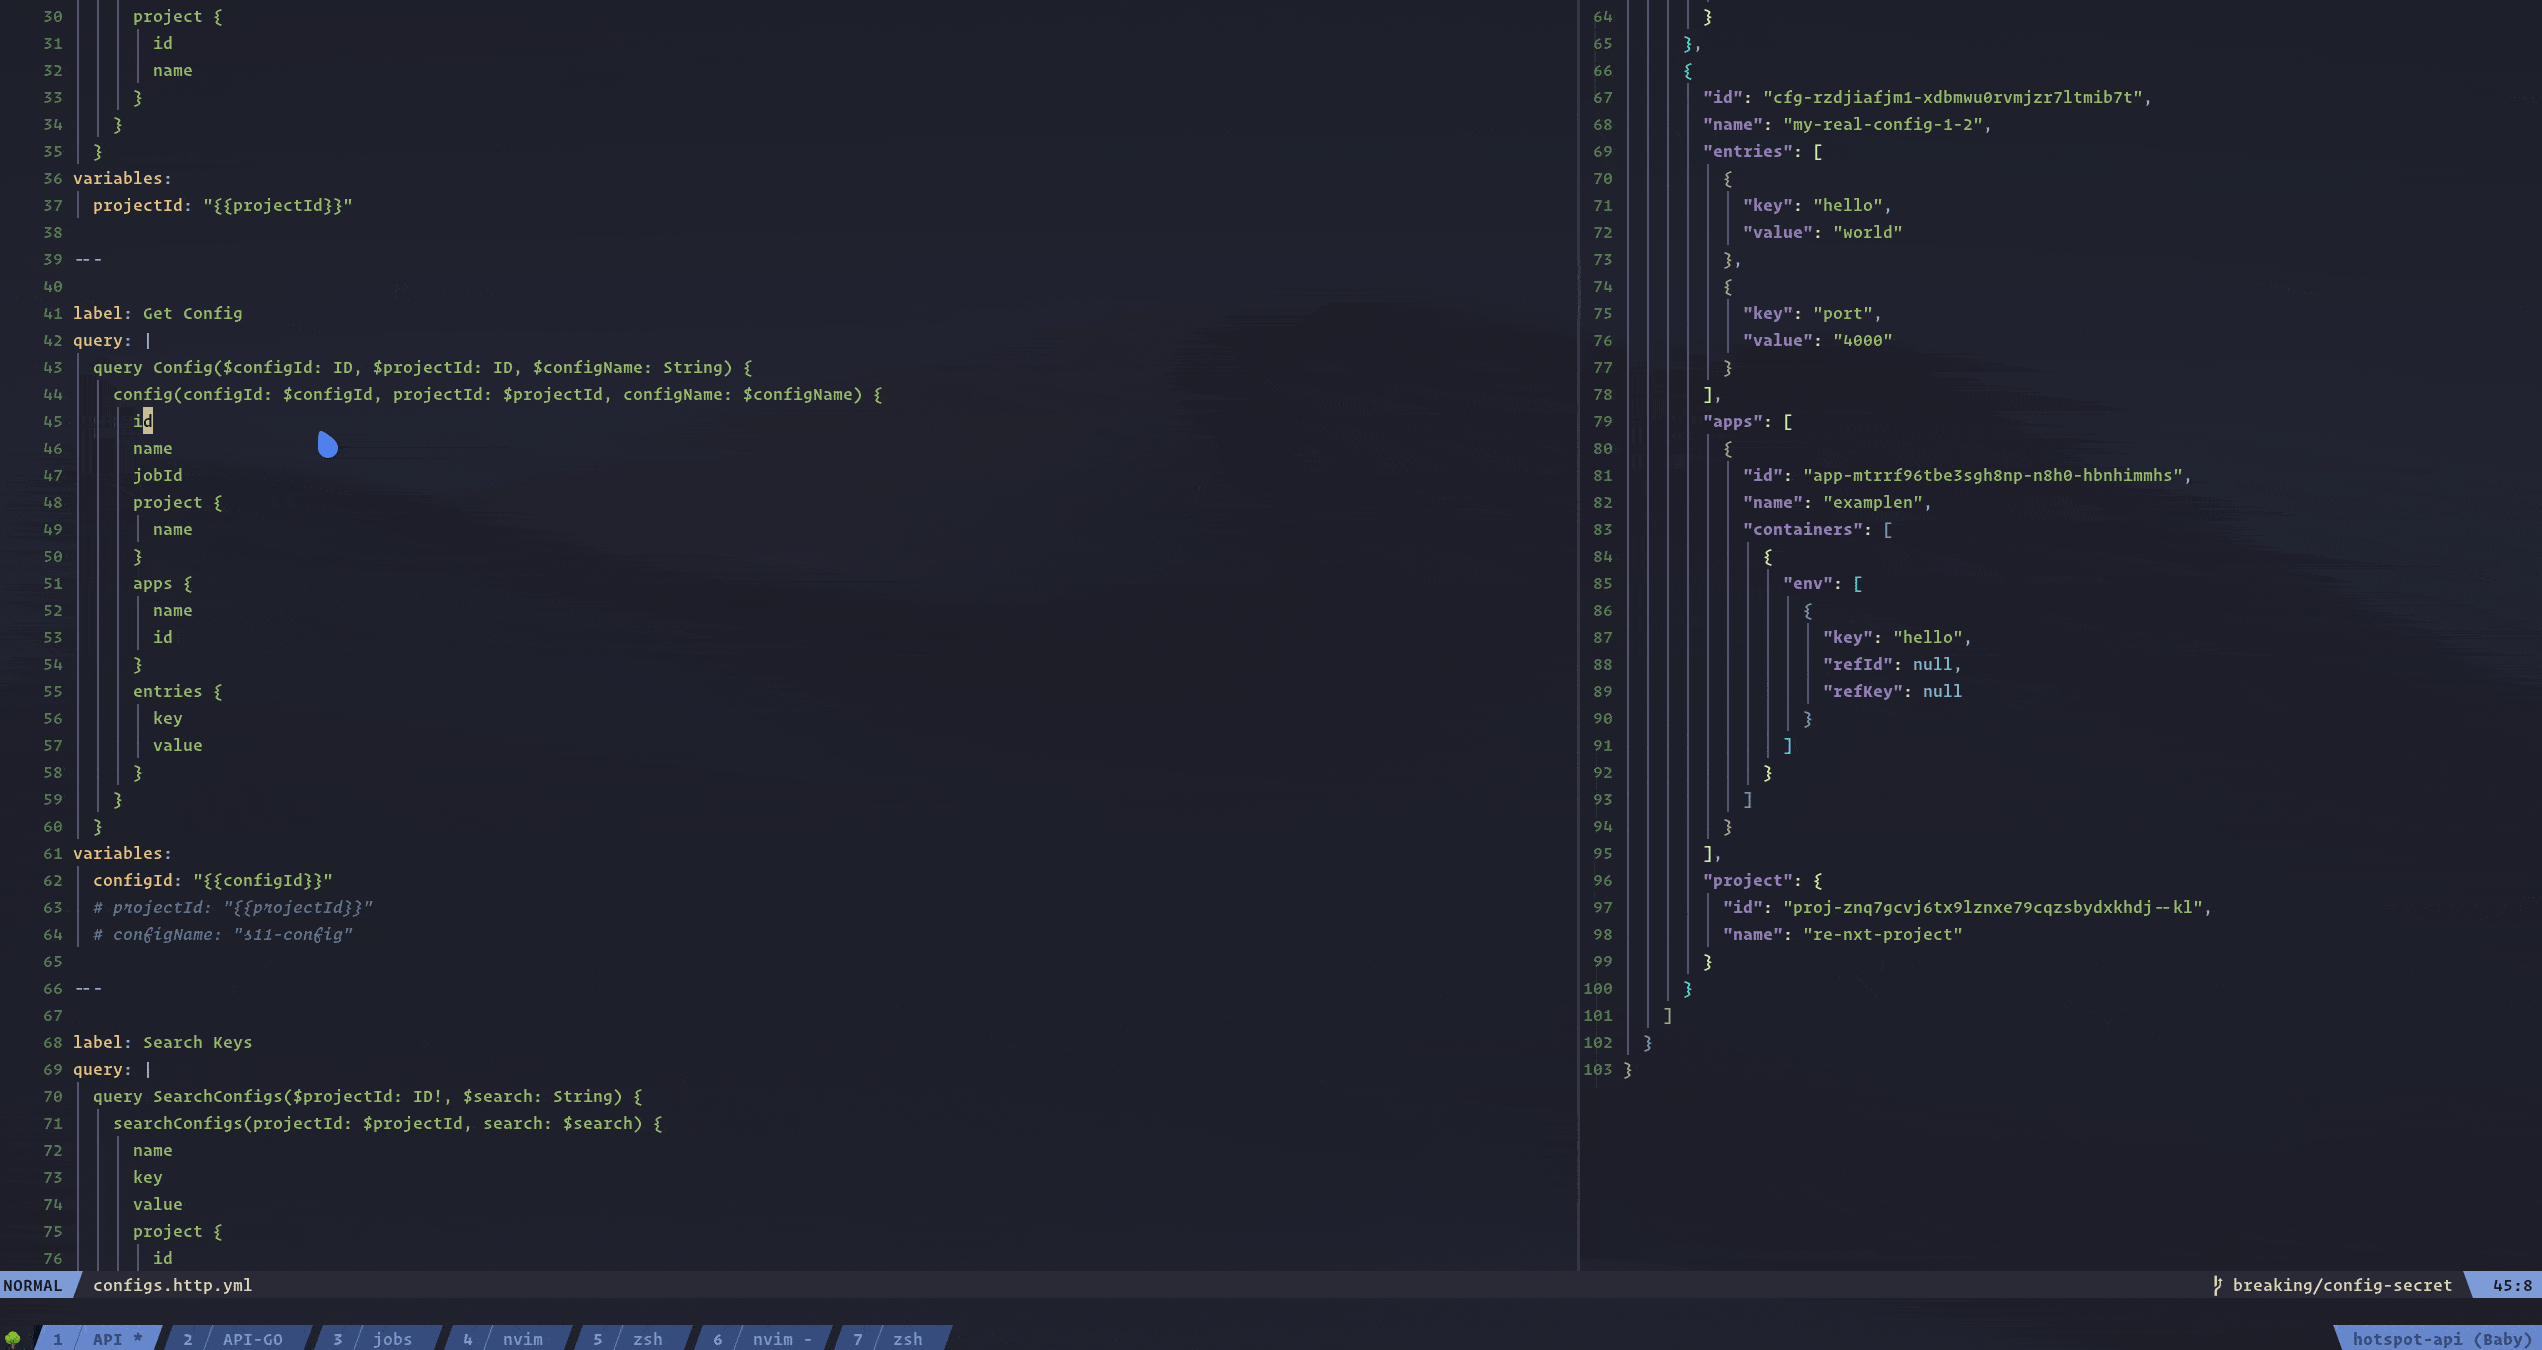 30 project {
31 id
32 name
33 }
34 }
35 }
36 variables:
37 projectId: "{{projectId}}"
38
39 ---
40
41 label: Get Config
42 query: |
43 query Config($configId: ID, $projectId: ID, $configName: String) {
44 config(configId: $configId, projectId: $projectId, configName: $configName) {
45 id
46 name
47 jobId
48 project {
49 name
50 }
51 apps {
52 name
53 id
54 }
55 entries {
56 key
57 value
58 }
59 }
60 }
61 variables:
62 configId: "{{configId}}"
63 # projectId: "{{projectId}}"
64 # configName: "s11-config"
65
66 ---
67
68 label: Search Keys
69 query: |
70 query SearchConfigs($projectId: ID!, $search: String) {
71 searchConfigs(projectId: $projectId, search: $search) {
72 name
73 key
74 value
75 project {
76 id
64 }
65 },
66 {
67 "id": "cfg-rzdjiafjm1-xdbmwu0rvmjzr7ltmib7t",
68 "name": "my-real-config-1-2",
69 "entries": [
70 {
71 "key": "hello",
72 "value": "world"
73 },
74 {
75 "key": "port",
76 "value": "4000"
77 }
78 ],
79 "apps": [
80 {
81 "id": "app-mtrrf96tbe3sgh8np-n8h0-hbnhimmhs",
82 "name": "examplen",
83 "containers": [
84 {
85 "env": [
86 {
87 "key": "hello",
88 "refId": null,
89 "refKey": null
90 }
91 ]
92 }
93 ]
94 }
95 ],
96 "project": {
97 "id": "proj-znq7gcvj6tx9lznxe79cqzsbydxkhdj--kl",
98 "name": "re-nxt-project"
99 }
100 }
101 ]
102 }
103 }
NORMAL configs.http.yml breaking/config-secret 45:8
1 API * 2 API-GO 3 jobs 4 nvim 5 zsh 6 nvim - 7 zsh hotspot-api (Baby)